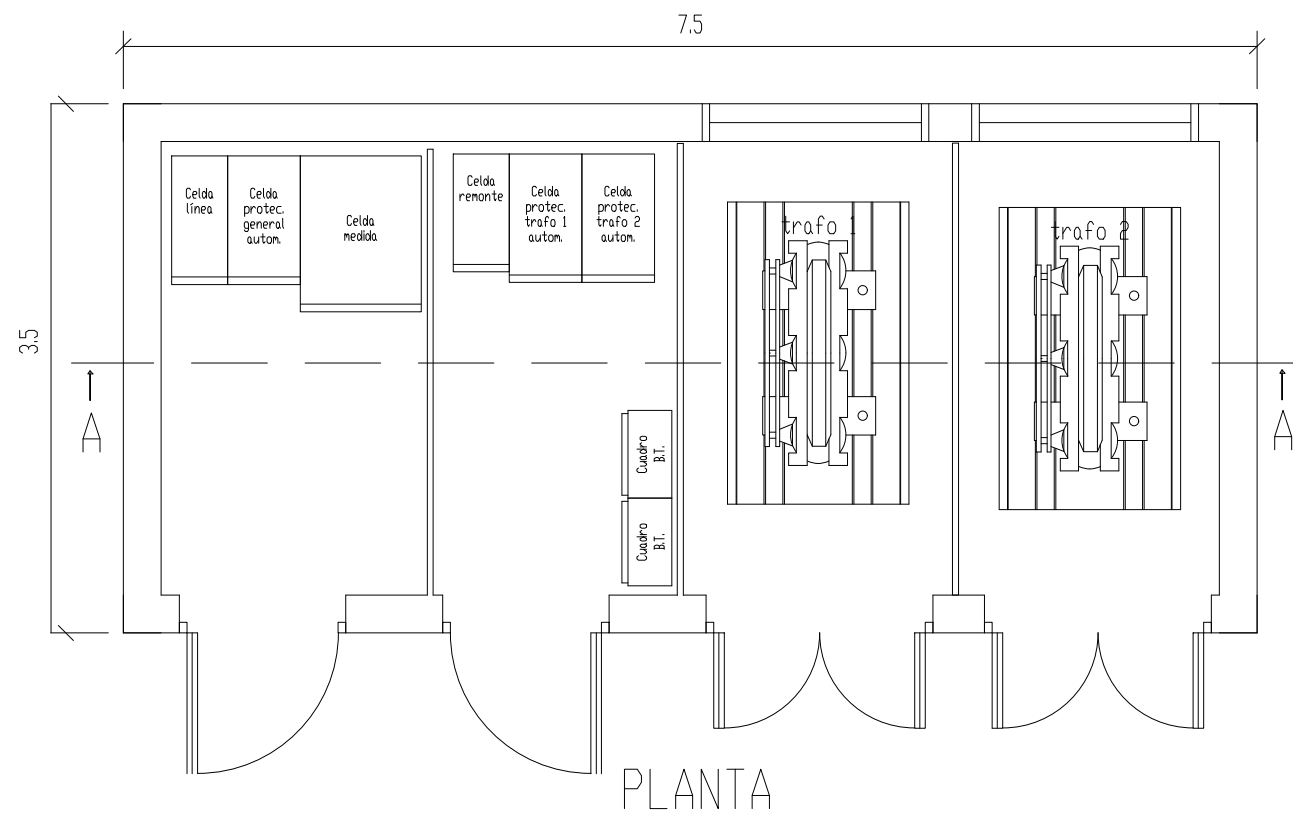 7.5
3.5
Celda
línea
Celda
protec.
general
autom.
Celda
medida
Celda
remonte
Celda
protec.
trafo 1
autom.
Celda
protec.
trafo 2
autom.
trafo 1
trafo 2
A
A
Cuadro
B.T.
Cuadro
B.T.
PLANTA